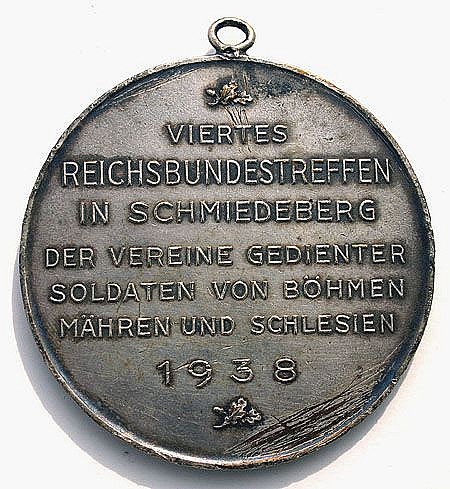 VIERTES
REICHSBUNDESTREFFEN
IN SCHMIEDEBERG
DER VEREINE GEDIENTER
SOLDATEN VON BÖHMEN
MÄHREN UND SCHLESIEN
1938